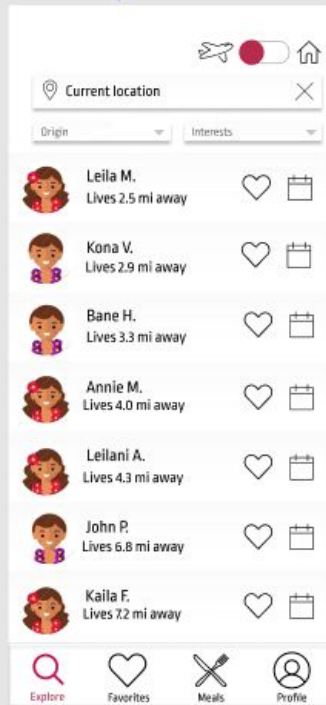 Current location
Origin Interests
Leila M.
Lives 2.5 mi away
Kona V.
Lives 2.9 mi away
Bane H.
Lives 3.3 mi away
Annie M.
Lives 4.0 mi away
Leilani A.
Lives 4.3 mi away
John P.
Lives 6.8 mi away
Kaila F.
Lives 7.2 mi away
Explore Favorites Meals Profile